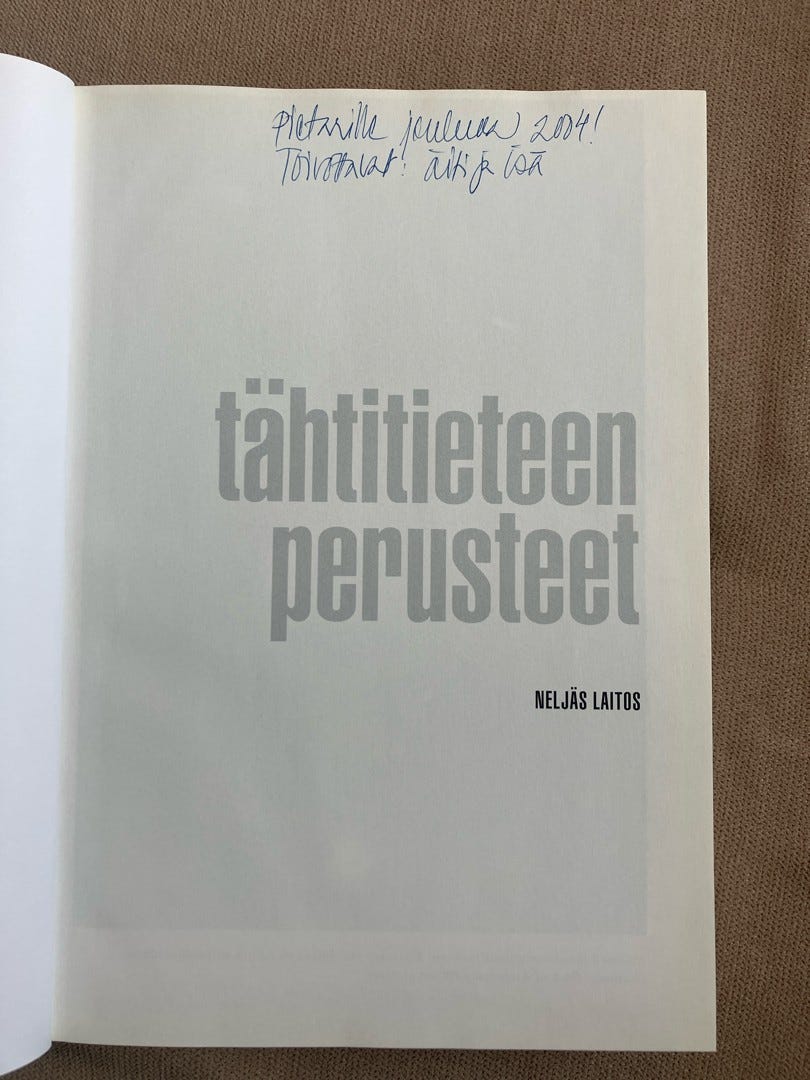 Pietarille jouluna 2004!
Toivottavat: äiti ja isä
tähtitieteen
perusteet
NELJÄS LAITOS